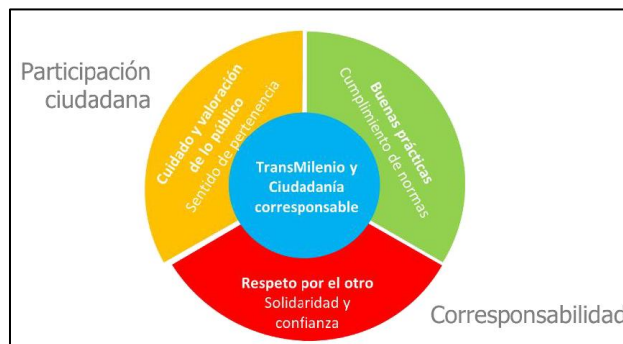 Participación
ciudadana
Cuidado y valoración
de lo público
Sentido de pertenencia
Buenas prácticas
Cumplimiento de normas
TransMilenio y
Ciudadanía
corresponsable
Respeto por el otro
Solidaridad y
confianza
Corresponsabilidad